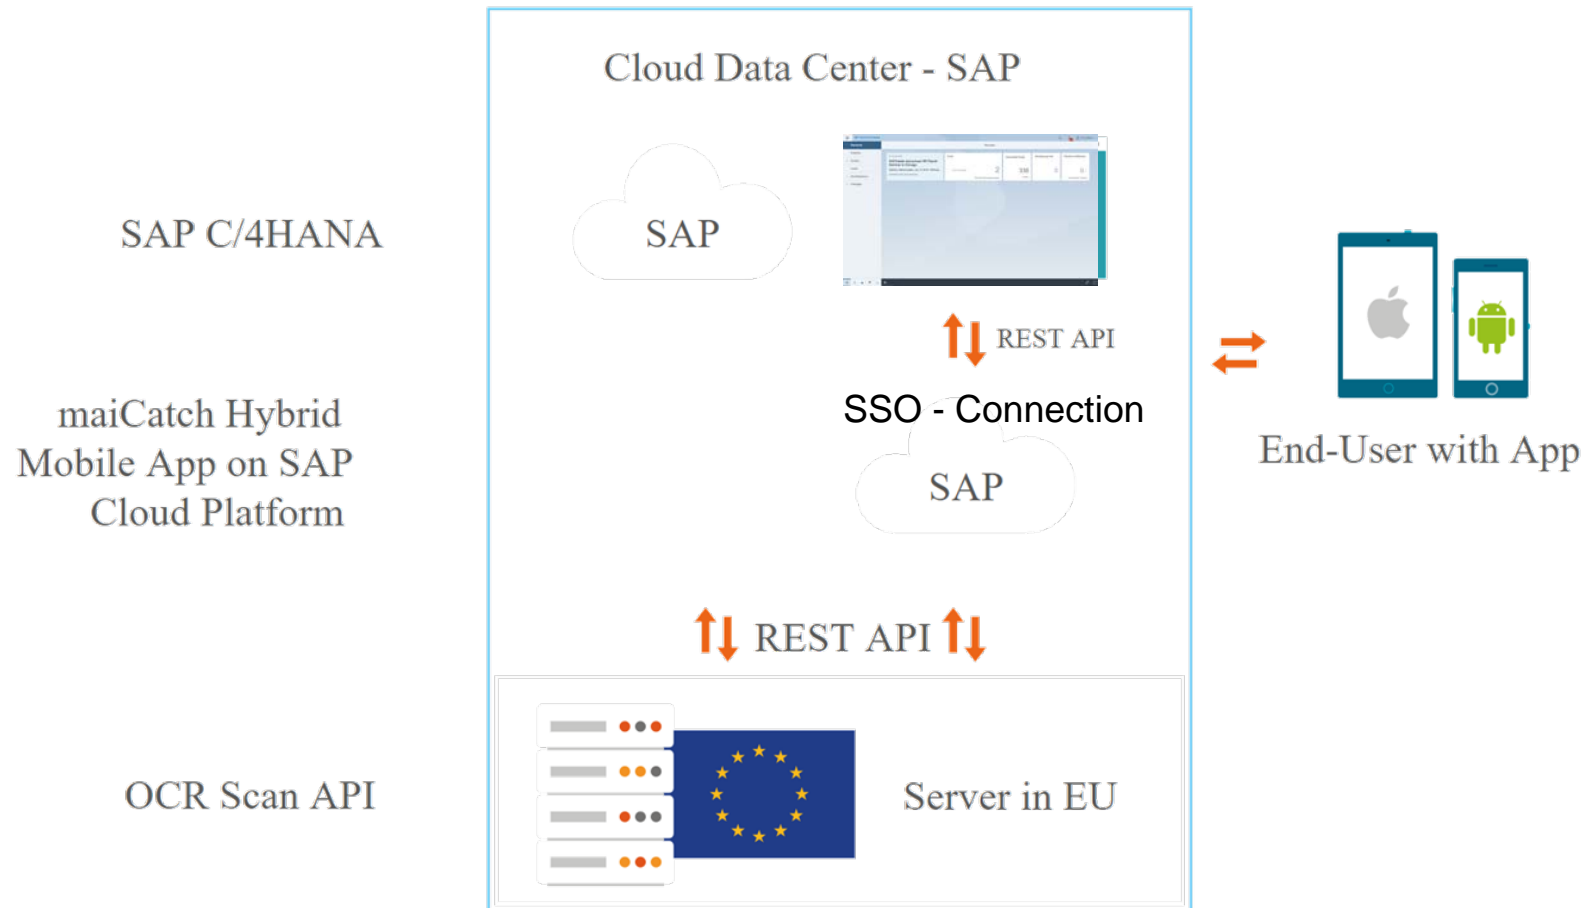 Cloud Data Center - SAP
SAP C/4HANA
SAP
REST API
SSO - Connection
maiCatch Hybrid
Mobile App on SAP
Cloud Platform
SAP
End-User with App
REST API
OCR Scan API
Server in EU